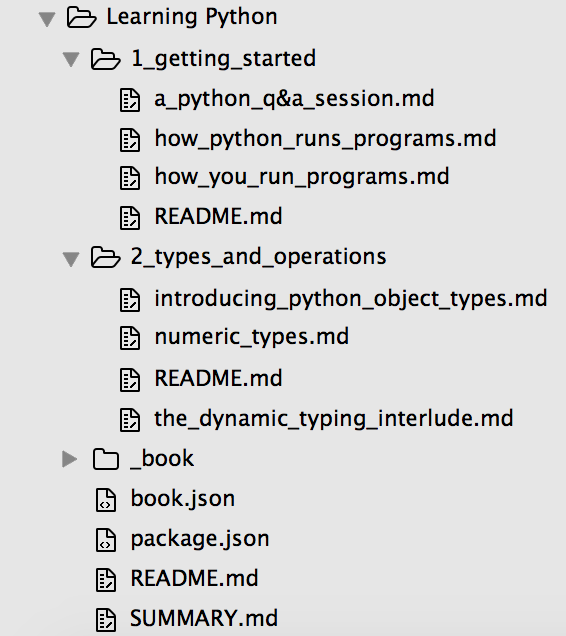 Learning Python
1_getting_started
a_python_q&a_session.md
how_python_runs_programs.md
how_you_run_programs.md
README.md
2_types_and_operations
introducing_python_object_types.md
numeric_types.md
README.md
the_dynamic_typing_interlude.md
_book
book.json
package.json
README.md
SUMMARY.md